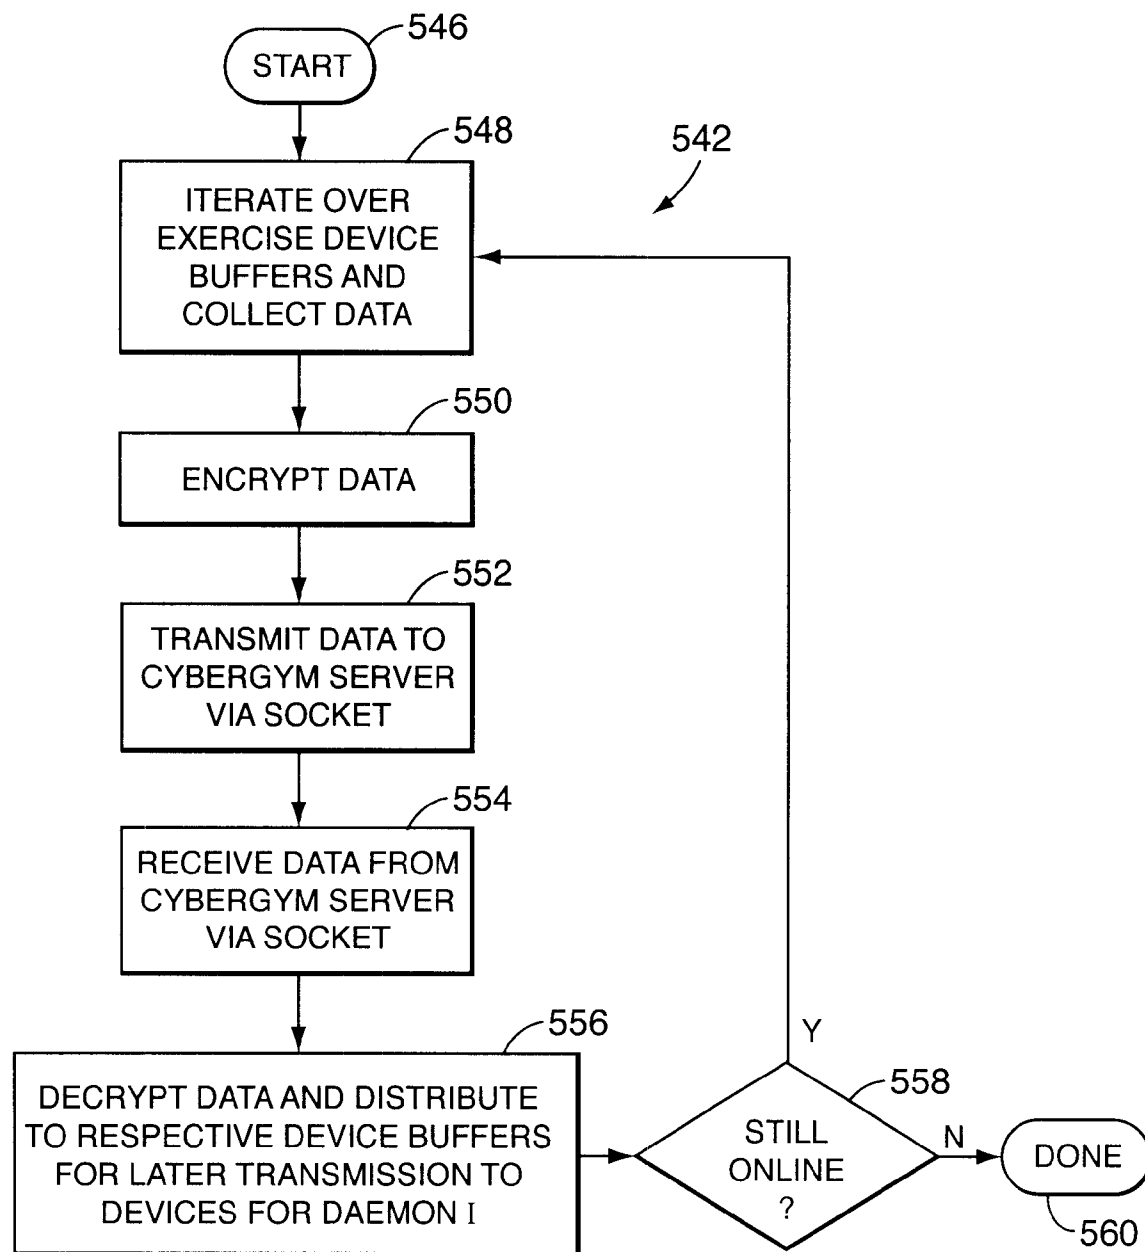 546
START
548
542
ITERATE OVER
EXERCISE DEVICE
BUFFERS AND
COLLECT DATA
550
ENCRYPT DATA
552
TRANSMIT DATA TO
CYBERGYM SERVER
VIA SOCKET
554
RECEIVE DATA FROM
CYBERGYM SERVER
VIA SOCKET
556
DECRYPT DATA AND DISTRIBUTE
TO RESPECTIVE DEVICE BUFFERS
FOR LATER TRANSMISSION TO
DEVICES FOR DAEMON I
Y
558
STILL
ONLINE
?
N
DONE
560